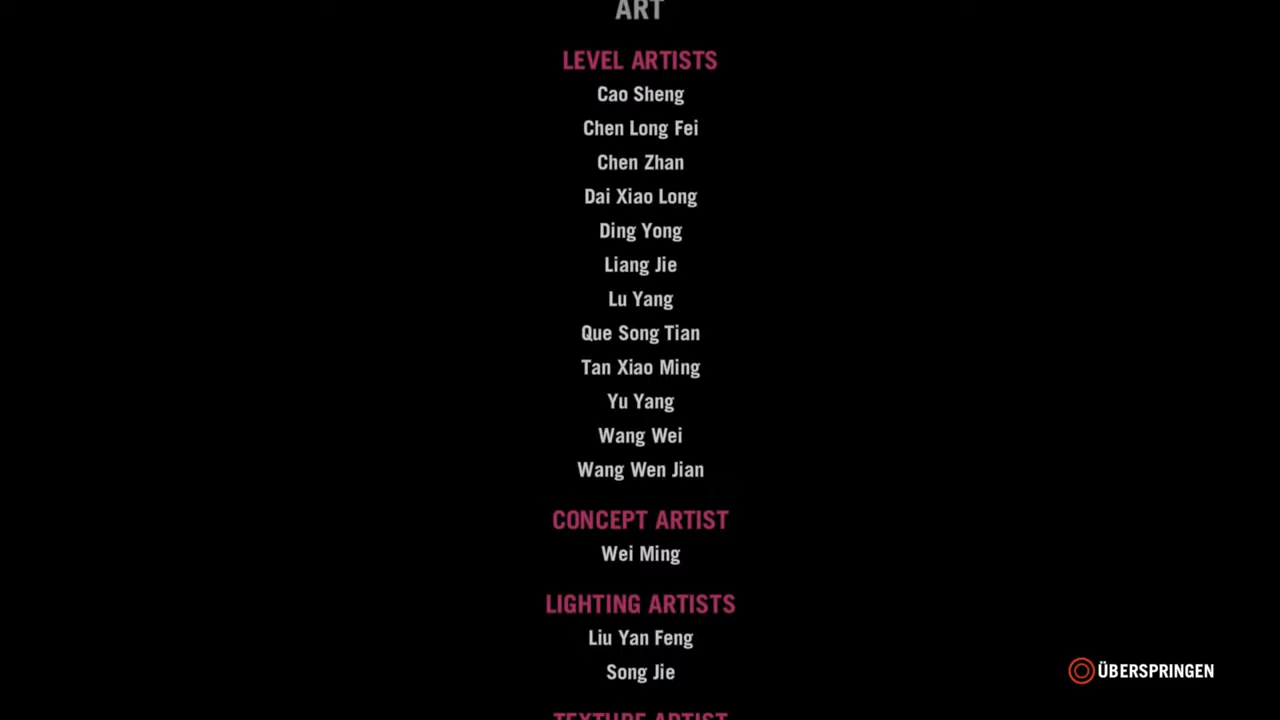 ART
LEVEL ARTISTS
Cao Sheng
Chen Long Fei
Chen Zhan
Dai Xiao Long
Ding Yong
Liang Jie
Lu Yang
Que Song Tian
Tan Xiao Ming
Yu Yang
Wang Wei
Wang Wen Jian
CONCEPT ARTIST
Wei Ming
LIGHTING ARTISTS
Liu Yan Feng
Song Jie
ÜBERSPRINGEN
TEXTURE ARTIST